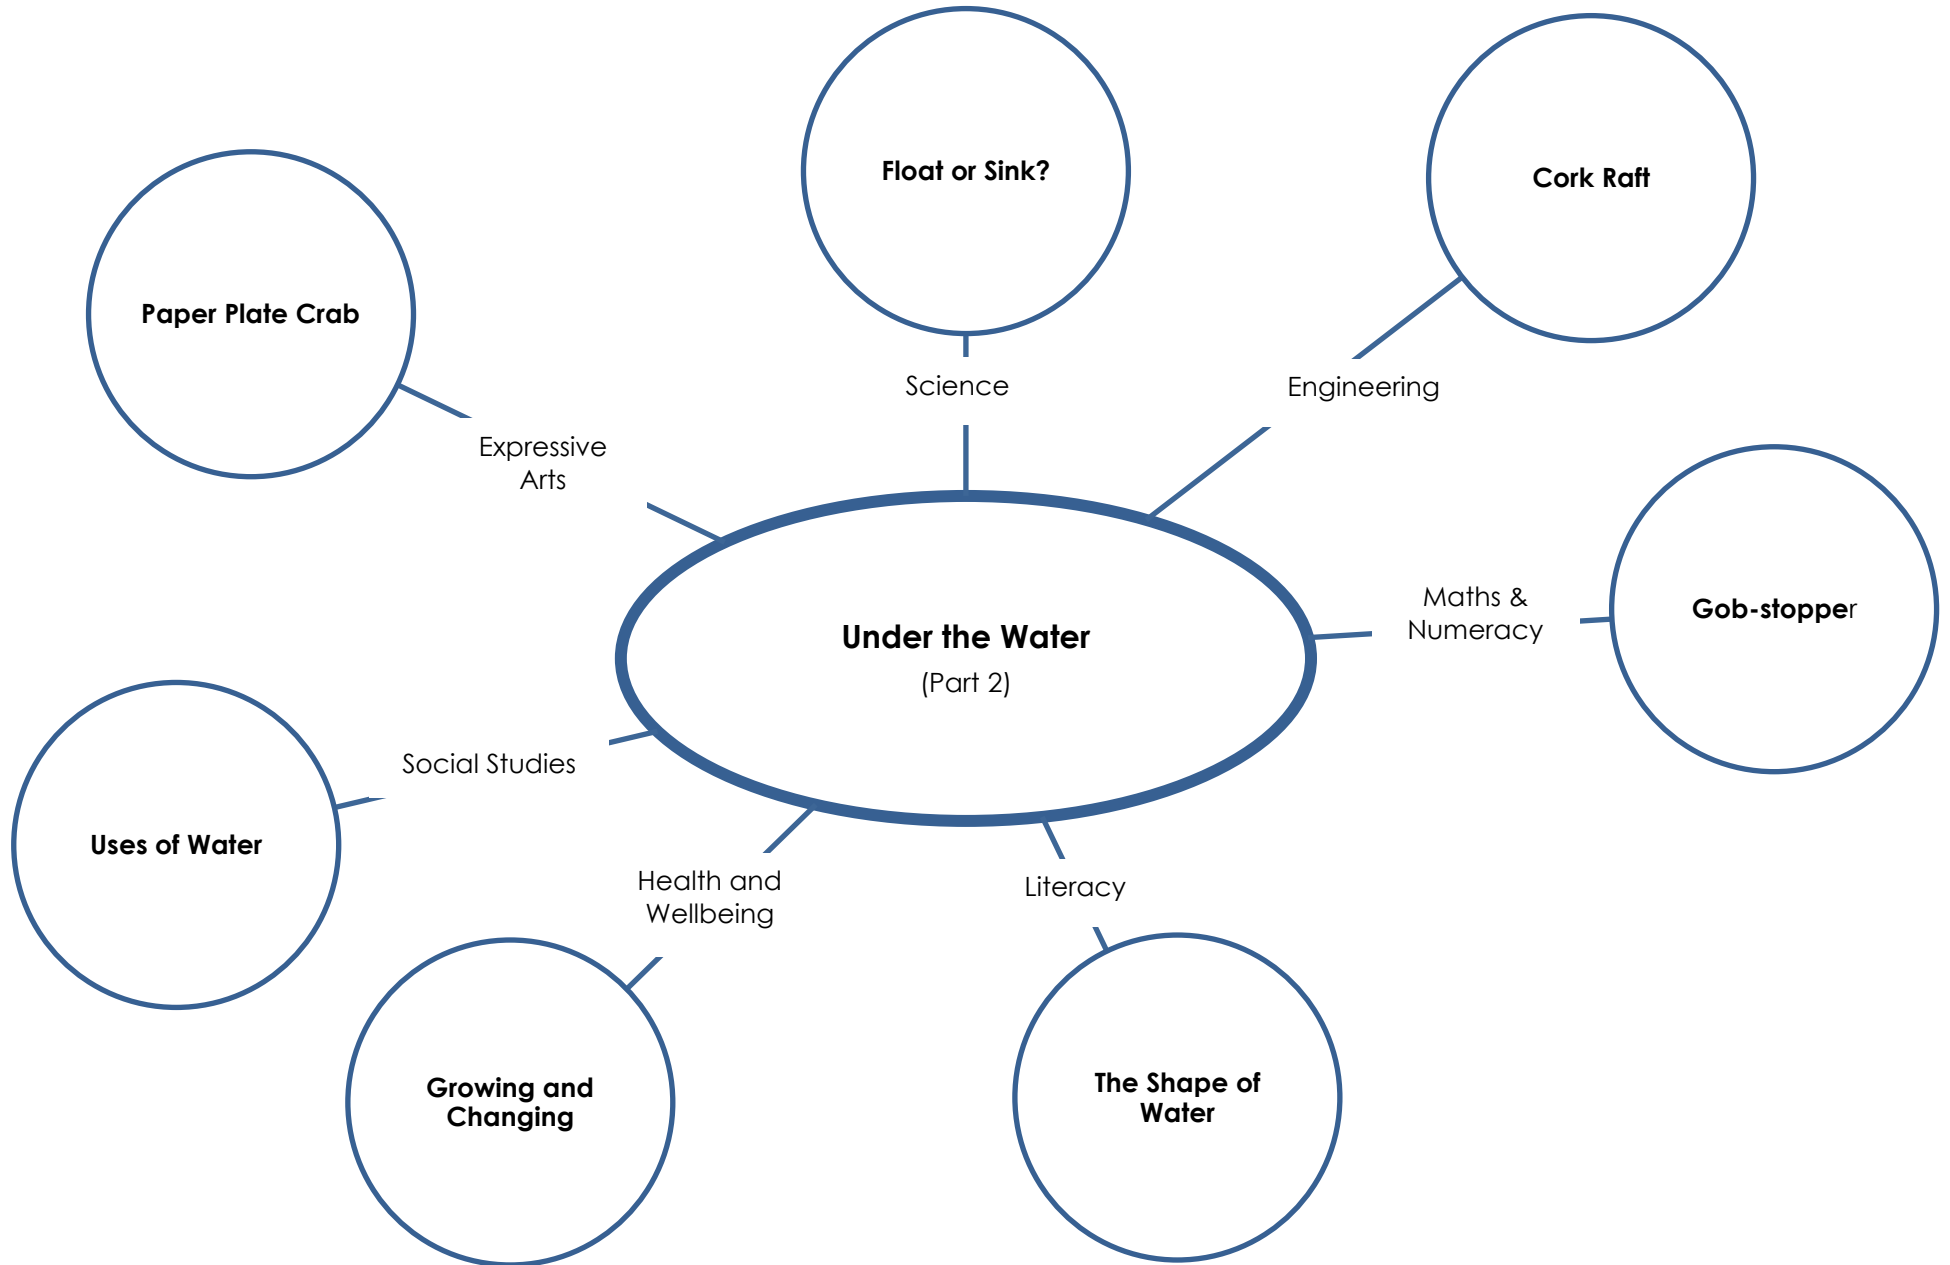 Float or Sink?
Cork Raft
Paper Plate Crab
Science
Engineering
Expressive
Arts
Maths &
Numeracy
Gob-stopper
Under the Water
(Part 2)
Social Studies
Uses of Water
Health and
Wellbeing
Literacy
Growing and
Changing
The Shape of
Water